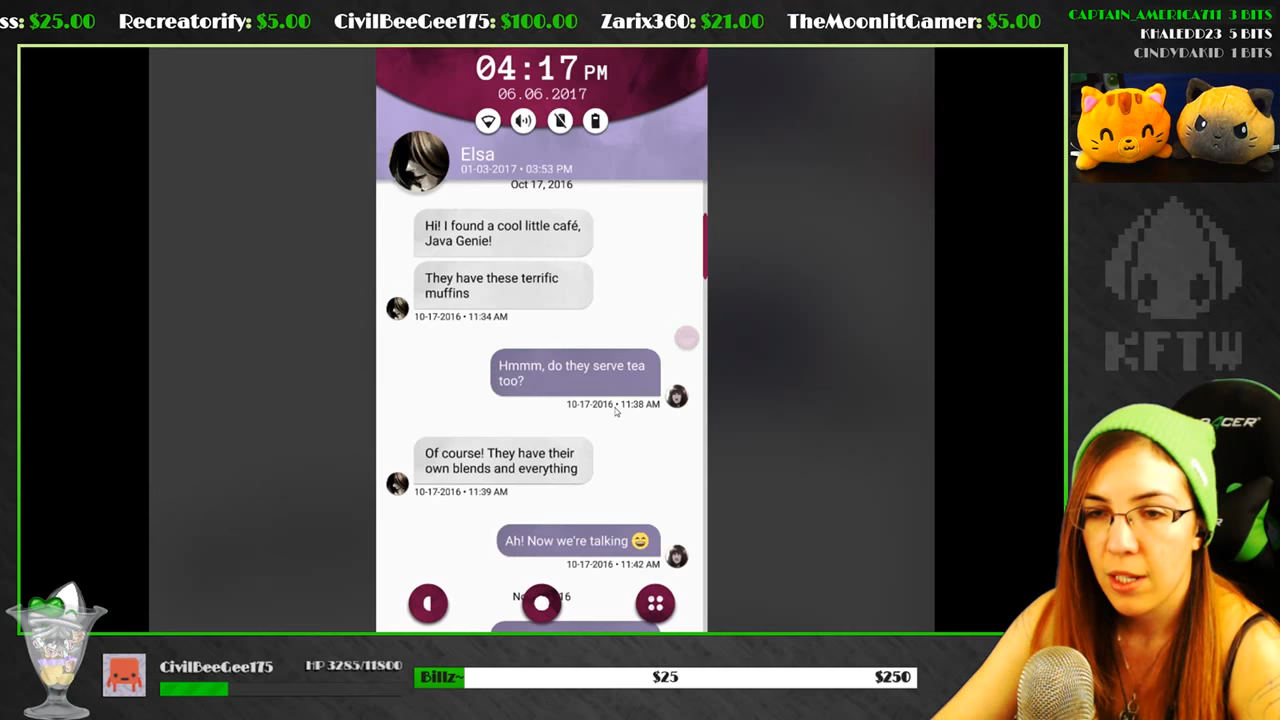 ss: $25.00 Recreatorify: $5.00 CivilBeeGee175: $100.00 Zarix360: $21.00 TheMoonlitGamer: $5.00
CAPTAIN_AMERICA711 3 BITS
KHALEDD23 5 BITS
CINDYDAKID 1 BITS
04:17 PM
06.06.2017
Elsa
01-03-2017 • 03:53 PM
Oct 17, 2016
Hi! I found a cool little café,
Java Genie!
They have these terrific
muffins
10-17-2016 • 11:34 AM
Hmmm, do they serve tea
too?
10-17-2016 • 11:38 AM
Of course! They have their
own blends and everything
10-17-2016 • 11:39 AM
Ah! Now we're talking 😄
10-17-2016 • 11:42 AM
KFTW
CivilBeeGee175 HP 3285/11800
Billz~ $25 $250